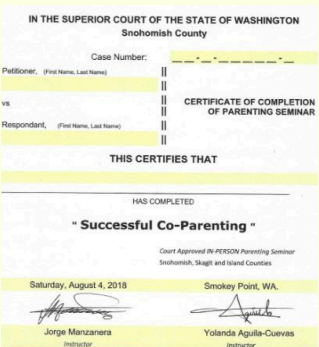 IN THE SUPERIOR COURT OF THE STATE OF WASHINGTON
Snohomish County
Case Number: _ _ - _ - _ _ _ _ _ - _
Petitioner, (First Name, Last Name)
vs
CERTIFICATE OF COMPLETION
OF PARENTING SEMINAR
Respondent, (First Name, Last Name)
THIS CERTIFIES THAT
HAS COMPLETED
" Successful Co-Parenting "
Court Approved IN-PERSON Parenting Seminar
Snohomish, Skagit and Island Counties
Saturday, August 4, 2018 Smokey Point, WA.
Jorge Manzanera Yolanda Aguila-Cuevas
Instructor Instructor